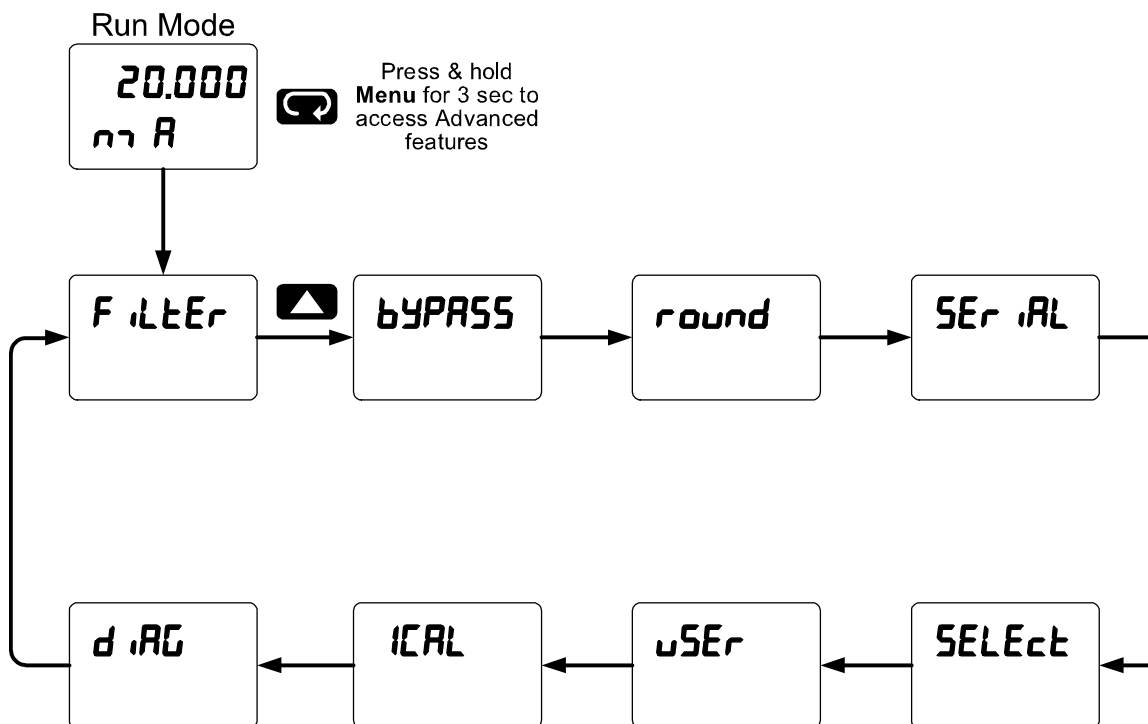 Run Mode
20.000
mA
Press & hold
Menu for 3 sec to
access Advanced
features
FiLtEr
bYPASS
round
SEriAL
diAG
ICAL
uSEr
SELEct